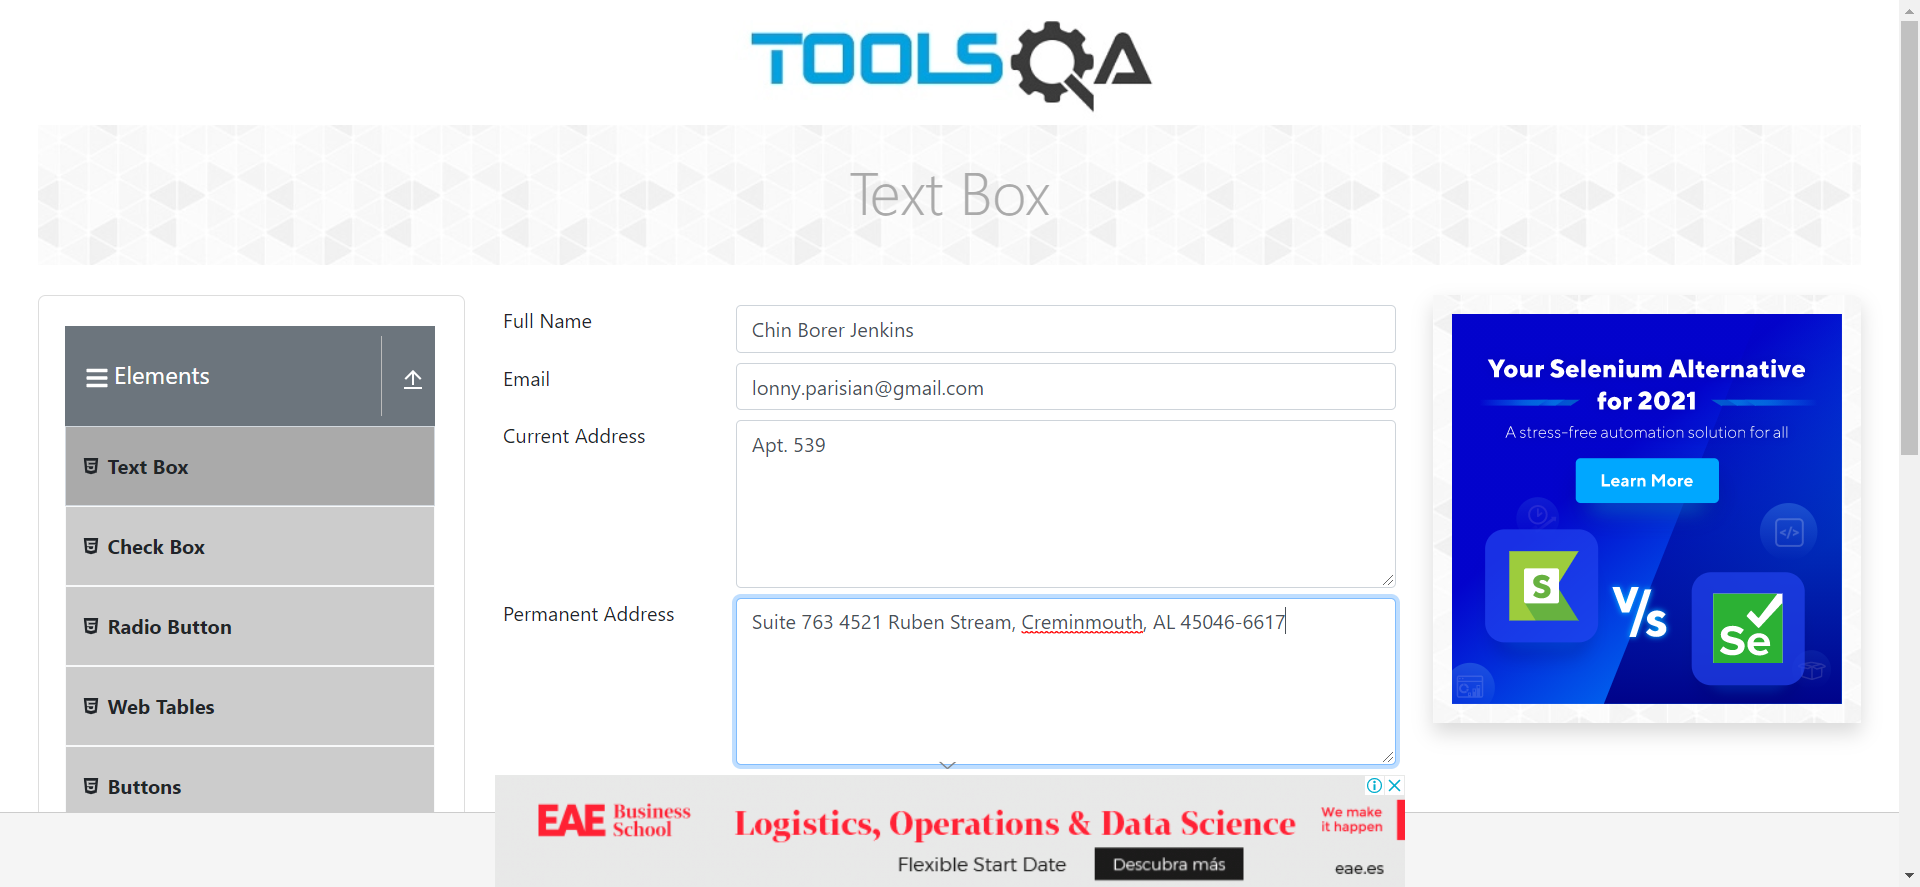 TOOLSQA
Text Box
Elements
Text Box
Check Box
Radio Button
Web Tables
Buttons
Full Name
Chin Borer Jenkins
Email
lonny.parisian@gmail.com
Current Address
Apt. 539
Permanent Address
Suite 763 4521 Ruben Stream, Creminmouth, AL 45046-6617
Your Selenium Alternative
for 2021
A stress-free automation solution for all
Learn More
S
V/s
Se
EAE Business
School
Logistics, Operations & Data Science
Flexible Start Date
Descubra más
We make
it happen
eae.es